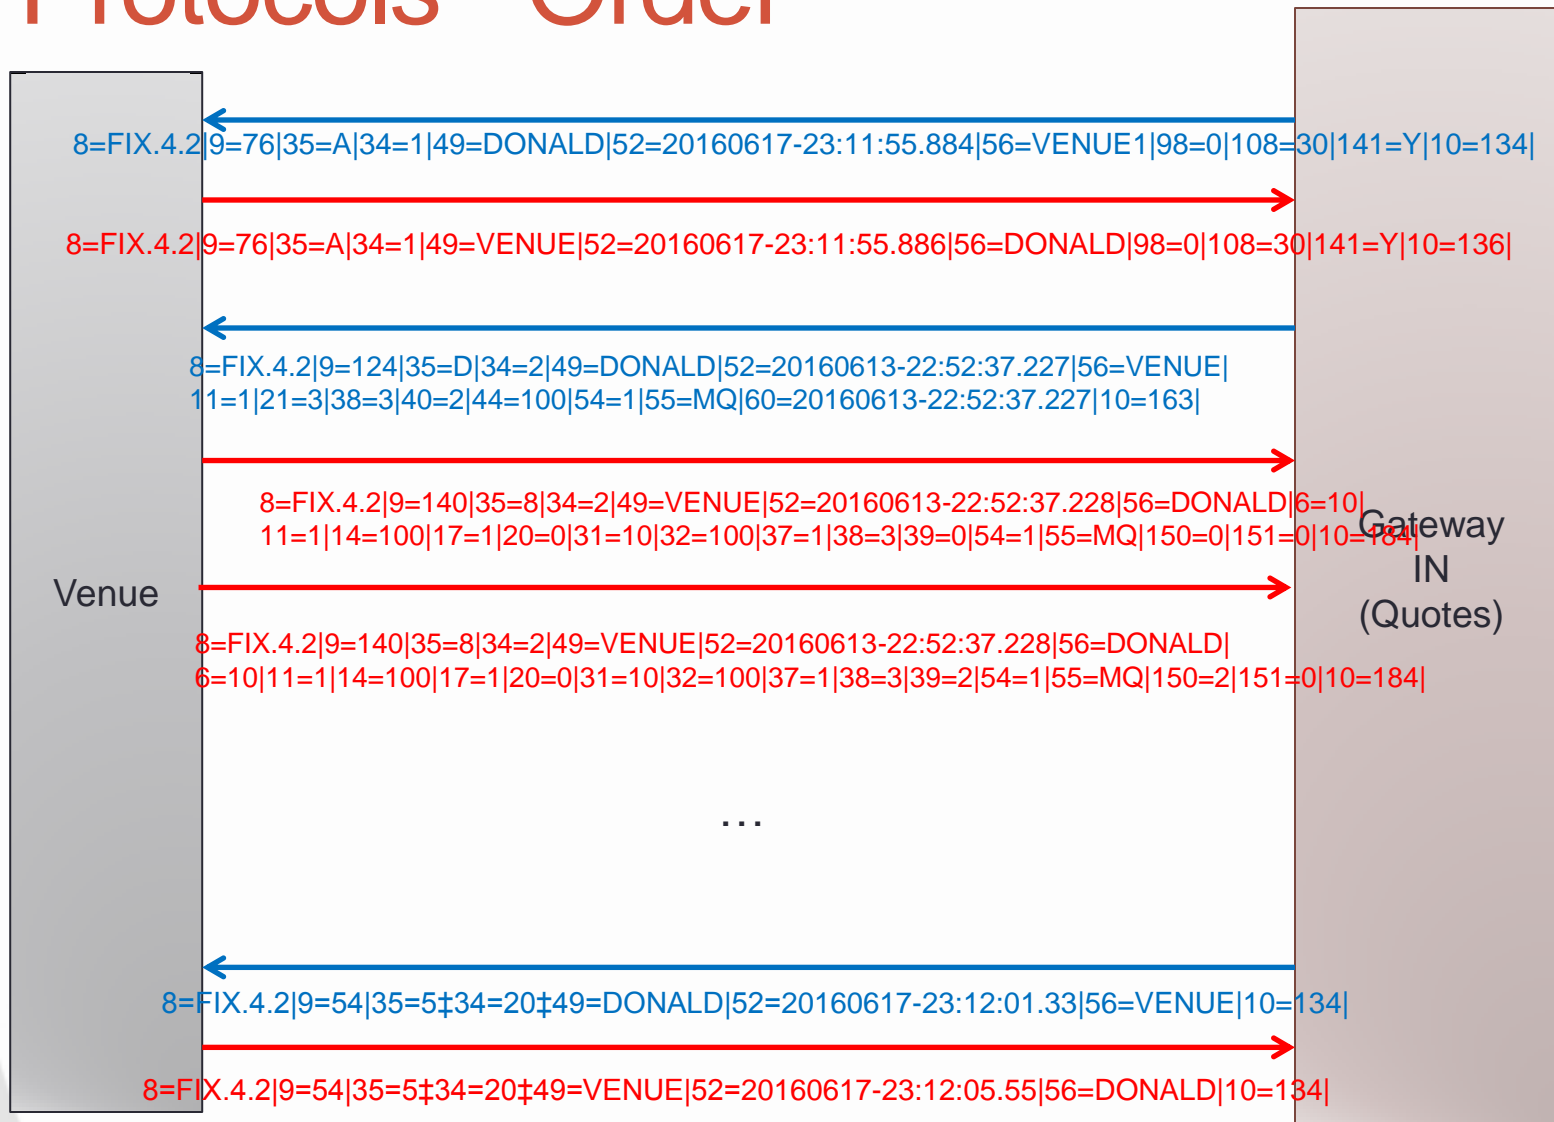 Protocols - Order
8=FIX.4.2|9=76|35=A|34=1|49=DONALD|52=20160617-23:11:55.884|56=VENUE1|98=0|108=30|141=Y|10=134|
8=FIX.4.2|9=76|35=A|34=1|49=VENUE|52=20160617-23:11:55.886|56=DONALD|98=0|108=30|141=Y|10=136|
8=FIX.4.2|9=124|35=D|34=2|49=DONALD|52=20160613-22:52:37.227|56=VENUE|
11=1|21=3|38=3|40=2|44=100|54=1|55=MQ|60=20160613-22:52:37.227|10=163|
8=FIX.4.2|9=140|35=8|34=2|49=VENUE|52=20160613-22:52:37.228|56=DONALD|6=10|
11=1|14=100|17=1|20=0|31=10|32=100|37=1|38=3|39=0|54=1|55=MQ|150=0|151=0|10=184|
Gateway
IN
(Quotes)
Venue
8=FIX.4.2|9=140|35=8|34=2|49=VENUE|52=20160613-22:52:37.228|56=DONALD|
6=10|11=1|14=100|17=1|20=0|31=10|32=100|37=1|38=3|39=2|54=1|55=MQ|150=2|151=0|10=184|
...
8=FIX.4.2|9=54|35=5‡34=20‡49=DONALD|52=20160617-23:12:01.33|56=VENUE|10=134|
8=FIX.4.2|9=54|35=5‡34=20‡49=VENUE|52=20160617-23:12:05.55|56=DONALD|10=134|